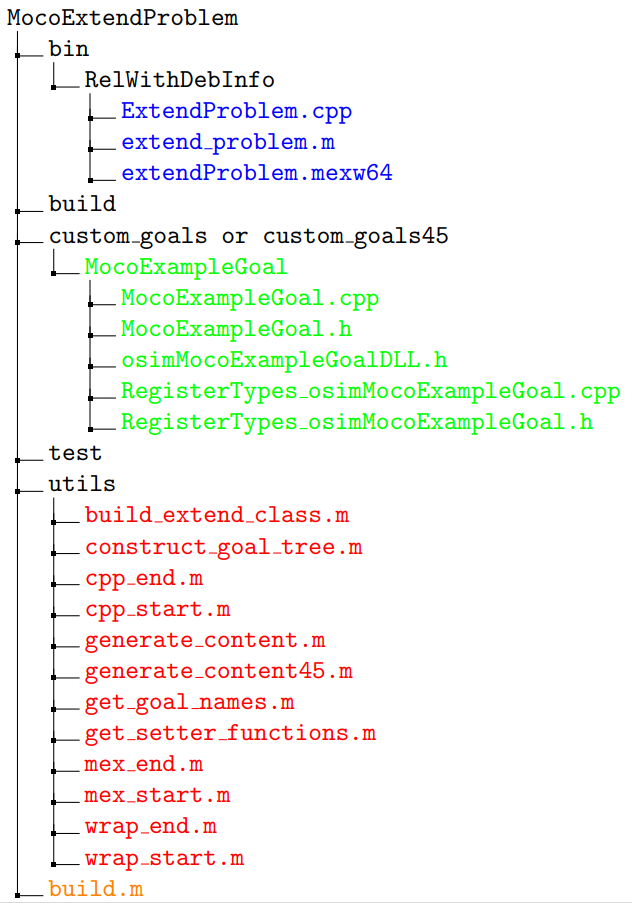 MocoExtendProblem
bin
RelWithDebInfo
ExtendProblem.cpp
extend_problem.m
extendProblem.mexw64
build
custom_goals or custom_goals45
MocoExampleGoal
MocoExampleGoal.cpp
MocoExampleGoal.h
osimMocoExampleGoalDLL.h
RegisterTypes_osimMocoExampleGoal.cpp
RegisterTypes_osimMocoExampleGoal.h
test
utils
build_extend_class.m
construct_goal_tree.m
cpp_end.m
cpp_start.m
generate_content.m
generate_content45.m
get_goal_names.m
get_setter_functions.m
mex_end.m
mex_start.m
wrap_end.m
wrap_start.m
build.m